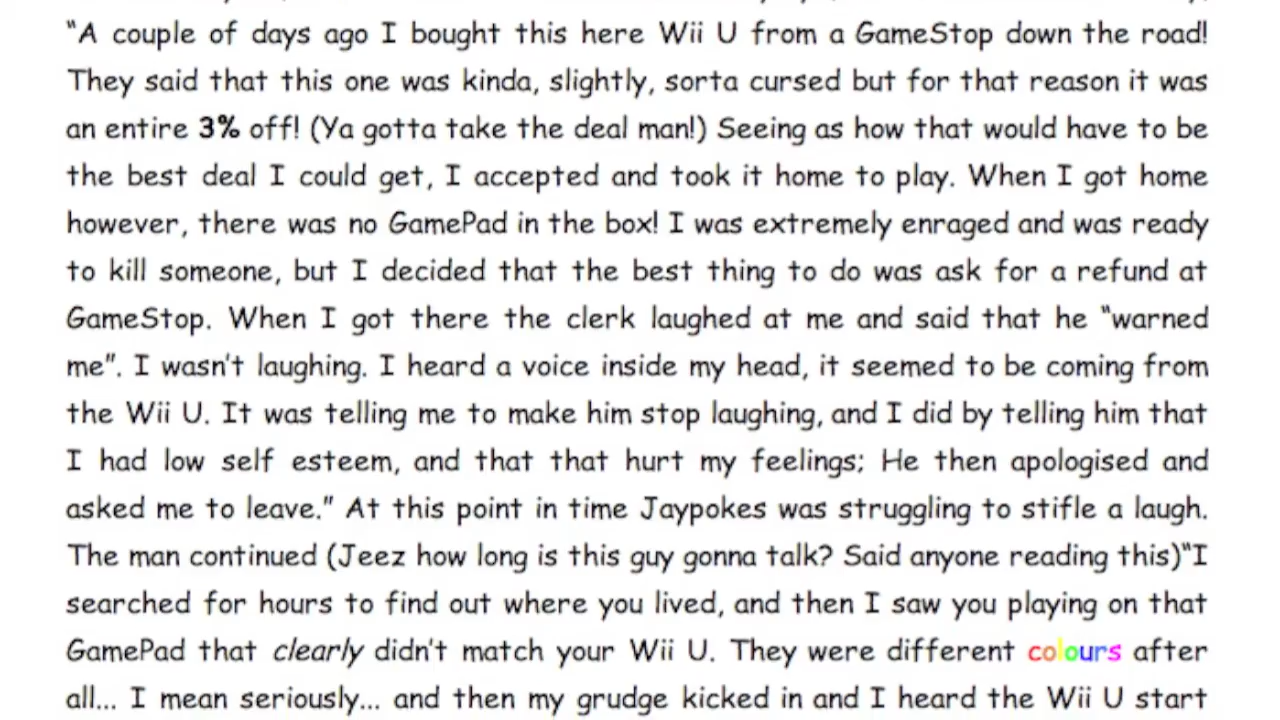 “A couple of days ago I bought this here Wii U from a GameStop down the road!
They said that this one was kinda, slightly, sorta cursed but for that reason it was
an entire 3% off! (Ya gotta take the deal man!) Seeing as how that would have to be
the best deal I could get, I accepted and took it home to play. When I got home
however, there was no GamePad in the box! I was extremely enraged and was ready
to kill someone, but I decided that the best thing to do was ask for a refund at
GameStop. When I got there the clerk laughed at me and said that he “warned
me”. I wasn’t laughing. I heard a voice inside my head, it seemed to be coming from
the Wii U. It was telling me to make him stop laughing, and I did by telling him that
I had low self esteem, and that that hurt my feelings; He then apologised and
asked me to leave.” At this point in time Jaypokes was struggling to stifle a laugh.
The man continued (Jeez how long is this guy gonna talk? Said anyone reading this)“I
searched for hours to find out where you lived, and then I saw you playing on that
GamePad that clearly didn’t match your Wii U. They were different colours after
all... I mean seriously... and then my grudge kicked in and I heard the Wii U start